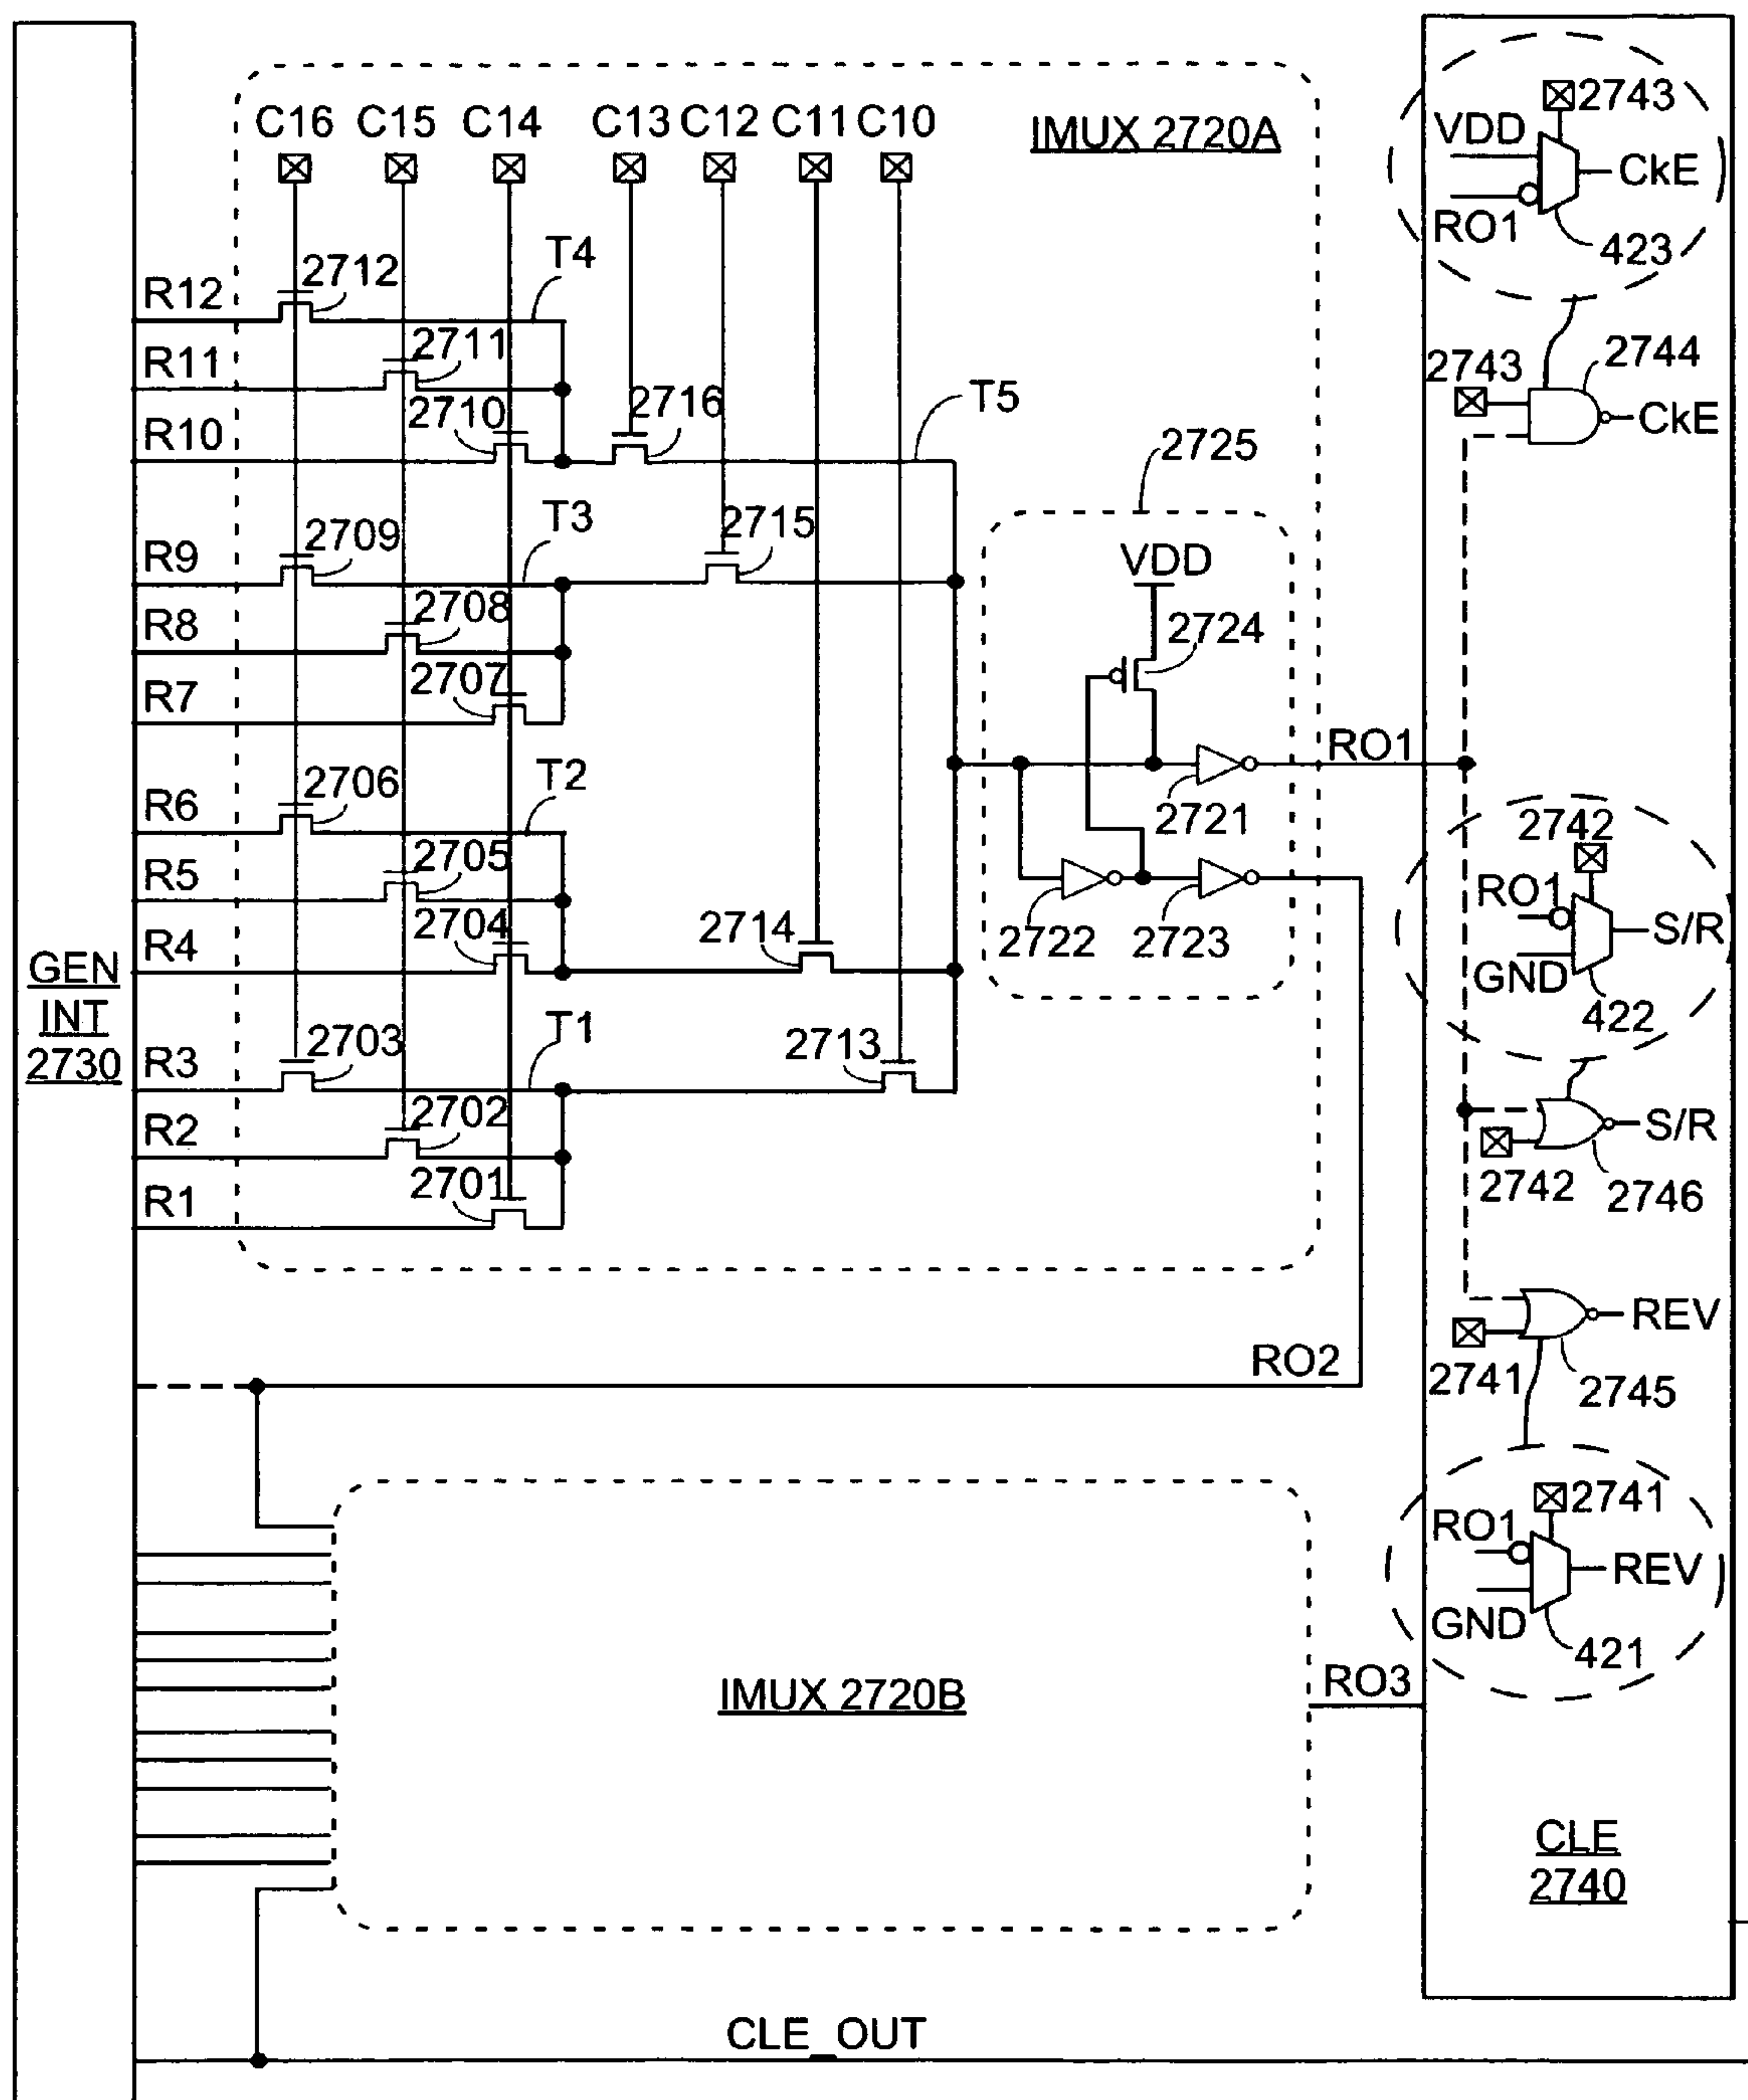 C16 C15 C14 C13 C12 C11 C10
IMUX 2720A
2743
VDD
CkE
RO1
423
T4
R12
2712
2744
R11
2711
2743
CkE
R10
2710
2716
T5
2725
R9
2709
T3
2715
VDD
R8
2708
2724
R7
2707
RO1
R6
2706
T2
2721
2742
R5
2705
RO1
R4
2704
2714
2722
2723
S/R
GND
422
GEN
INT
2730
R3
2703
T1
2713
R2
2702
S/R
R1
2701
2742
2746
REV
RO2
2741
2745
2741
RO1
REV
GND
421
IMUX 2720B
RO3
CLE
2740
CLE_OUT